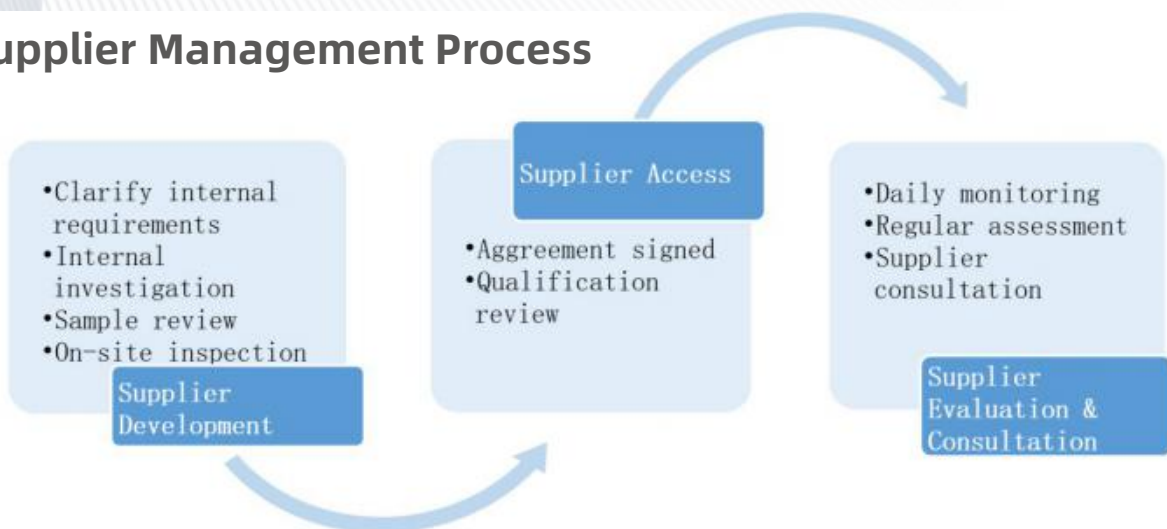 upplier Management Process
•Clarify internal
requirements
•Internal
investigation
•Sample review
•On-site inspection
Supplier
Development
Supplier Access
•Aggreement signed
•Qualification
review
•Daily monitoring
•Regular assessment
•Supplier
consultation
Supplier
Evaluation &
Consultation